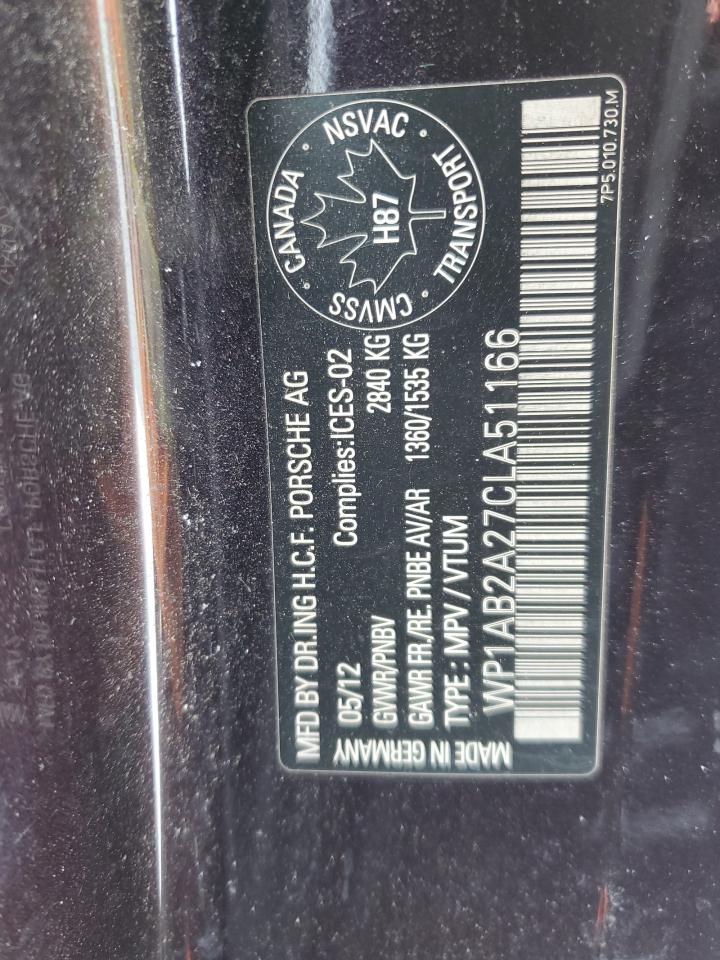 MFD BY DR.ING H.C.F. PORSCHE AG
05/12 Complies:ICES-02
GVWR/PNBV 2840 KG
GAWR FR./RE. PNBE AV/AR 1360/1535 KG
TYPE : MPV / VTUM
WP1AB2A27CLA51166
MADE IN GERMANY
CANADA · NSVAC · TRANSPORT · CMVSS ·
H87
7P5.010.730.M